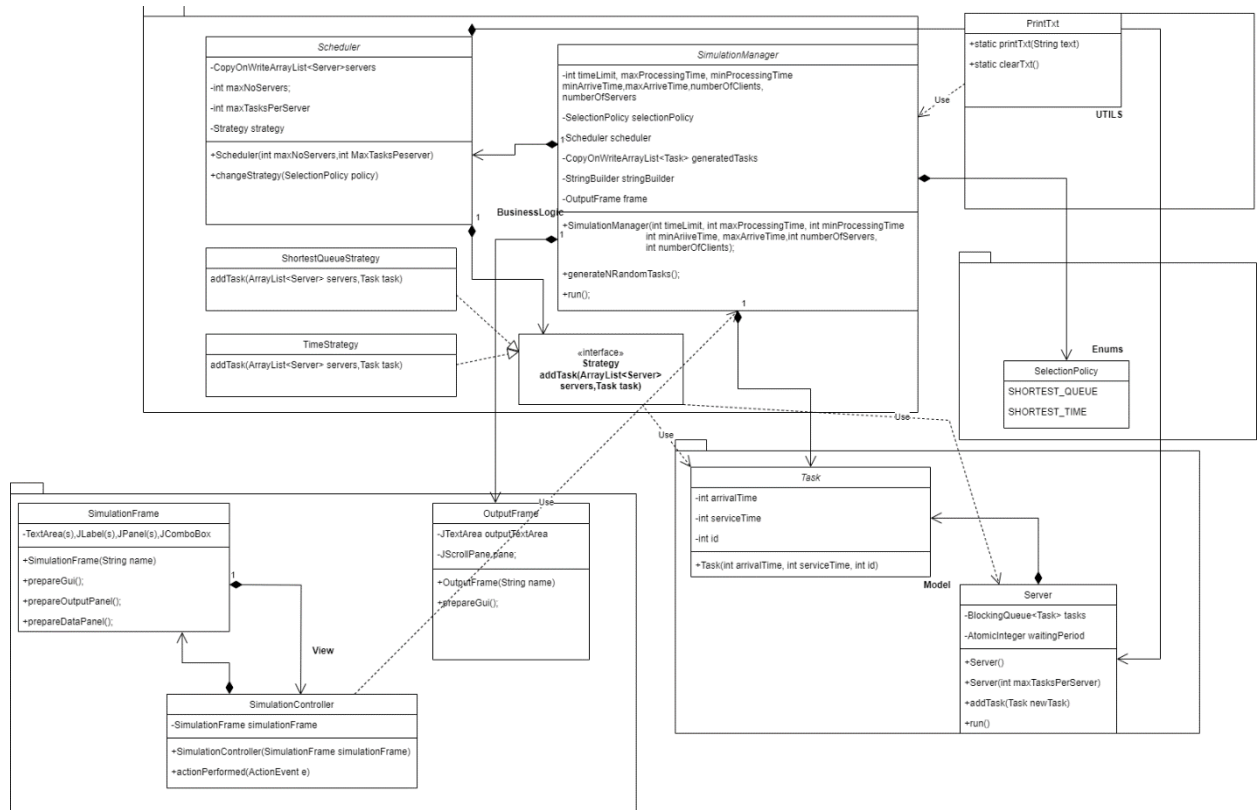 Scheduler
-CopyOnWriteArrayList<Server>servers
-int maxNoServers;
-int maxTasksPerServer
-Strategy strategy
+Scheduler(int maxNoServers,int MaxTasksPeserver)
+changeStrategy(SelectionPolicy policy)
1
SimulationManager
-int timeLimit, maxProcessingTime, minProcessingTime
minArriveTime,maxArriveTime,numberOfClients,
numberOfServers
-SelectionPolicy selectionPolicy
-Scheduler scheduler
1
-CopyOnWriteArrayList<Task> generatedTasks
-StringBuilder stringBuilder
-OutputFrame frame
+SimulationManager(int timeLimit, int maxProcessingTime, int minProcessingTime
int minAriiveTime, maxArriveTime,int numberOfServers,
int numberOfClients);
+generateNRandomTasks();
+run();
1
1
BusinessLogic
PrintTxt
+static printTxt(String text)
+static clearTxt()
UTILS
Use
ShortestQueueStrategy
addTask(ArrayList<Server> servers,Task task)
TimeStrategy
addTask(ArrayList<Server> servers,Task task)
«interface»
Strategy
addTask(ArrayList<Server>
servers,Task task)
Enums
SelectionPolicy
SHORTEST_QUEUE
SHORTEST_TIME
Use
Use
Task
-int arrivalTime
-int serviceTime
-int id
+Task(int arrivalTime, int serviceTime, int id)
Model
Server
-BlockingQueue<Task> tasks
-AtomicInteger waitingPeriod
+Server()
+Server(int maxTasksPerServer)
+addTask(Task newTask)
+run()
SimulationFrame
-TextArea(s),JLabel(s),JPanel(s),JComboBox
+SimulationFrame(String name)
+prepareGui();
+prepareOutputPanel();
+prepareDataPanel();
1
Use
OutputFrame
-JTextArea outputTextArea
-JScrollPane pane;
+OutputFrame(String name)
+prepareGui();
View
SimulationController
-SimulationFrame simulationFrame
+SimulationController(SimulationFrame simulationFrame)
+actionPerformed(ActionEvent e)